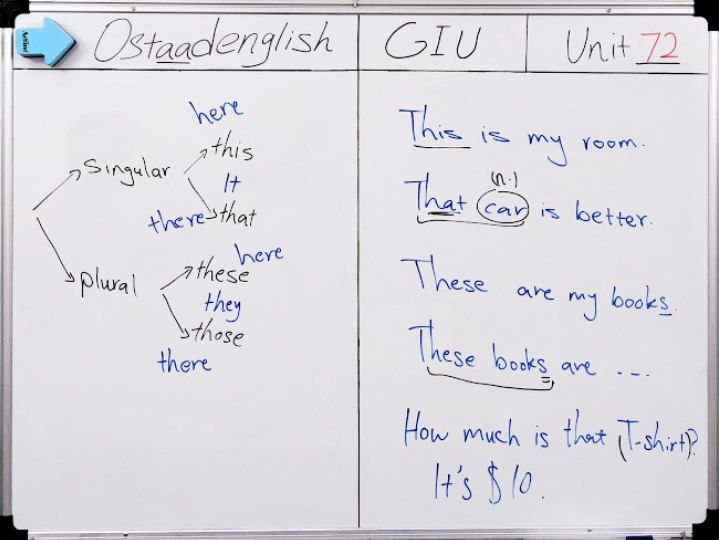 Ostaadenglish
GIU
Unit 72
here
this
Singular
It
there
that
here
these
plural
they
those
there
This is my room.
(n.)
That car is better.
These are my books.
These books are ---
How much is that (T-shirt)?
It's $10.